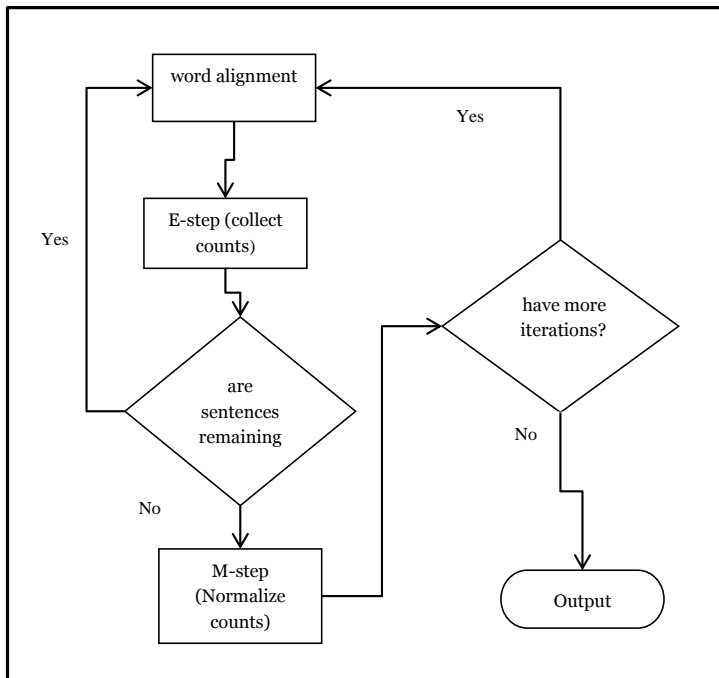 word alignment
Yes
E-step (collect
counts)
Yes
have more
iterations?
are
sentences
remaining
No
No
M-step
(Normalize
counts)
Output